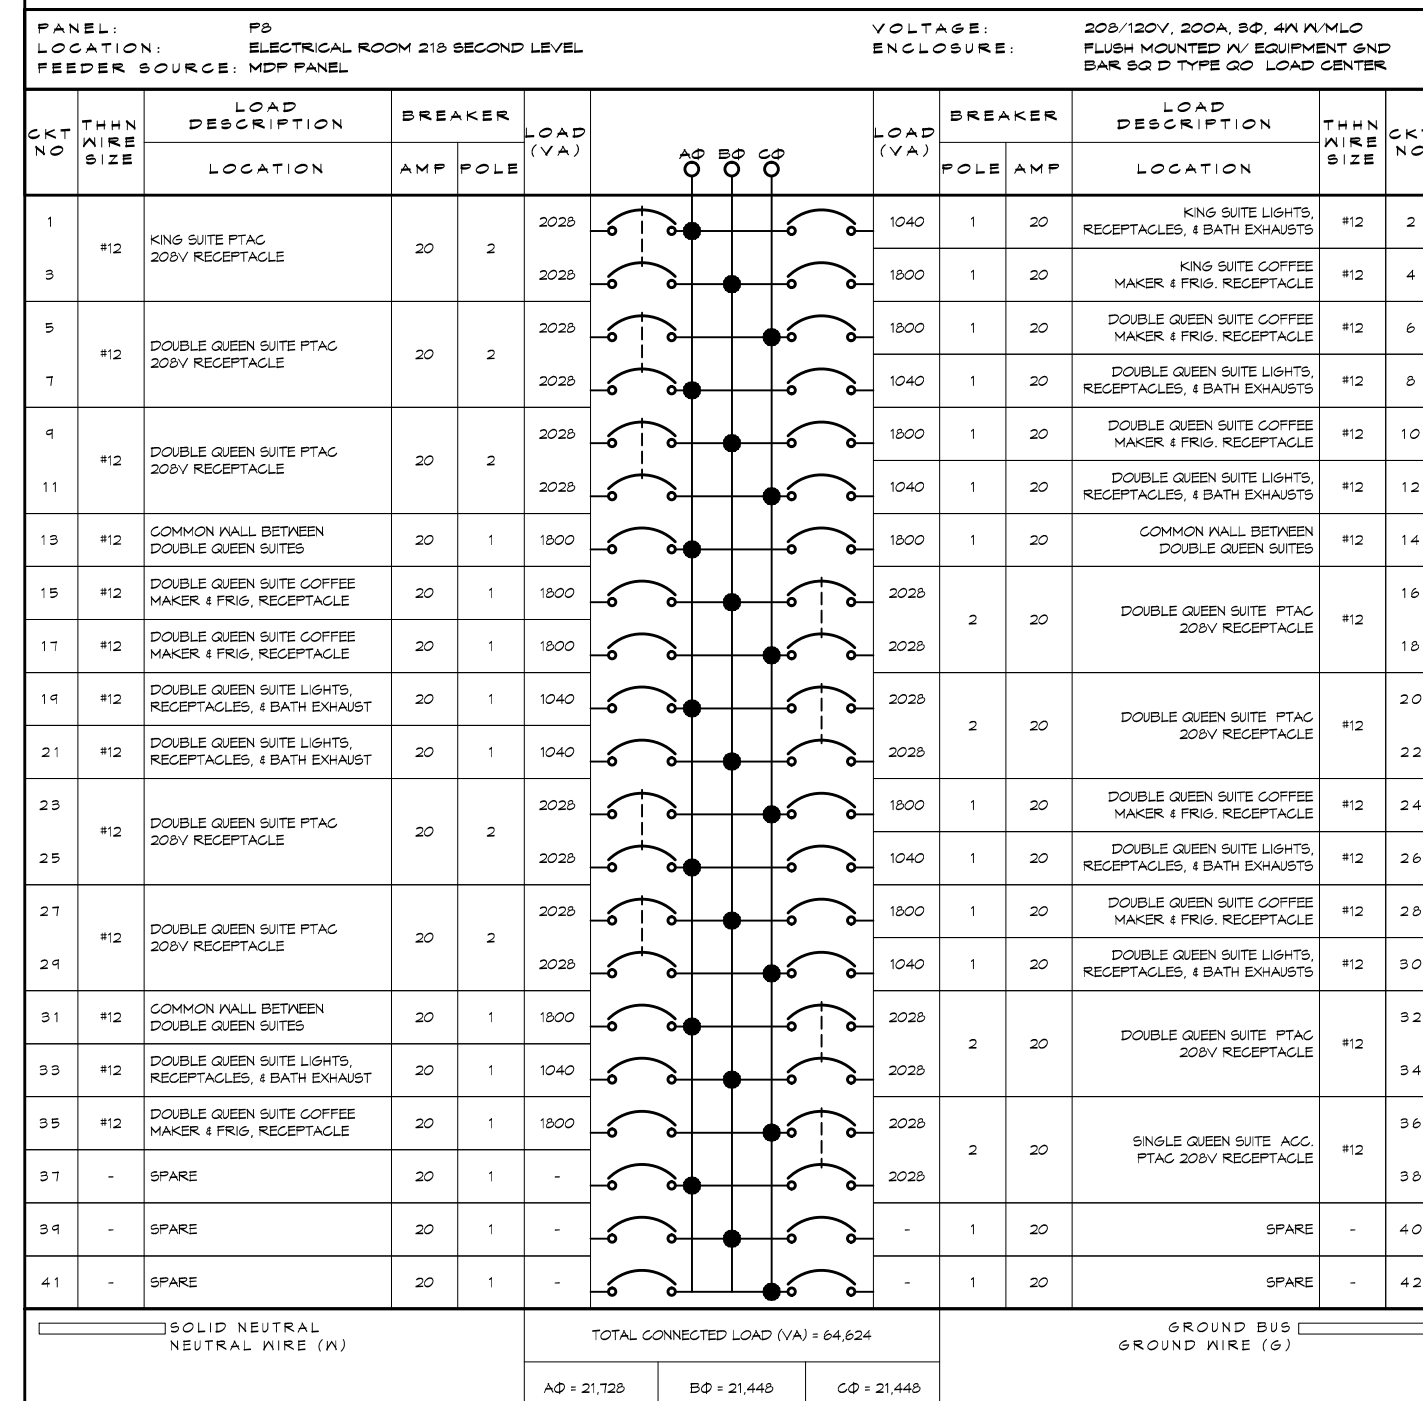 PANEL: P8 VOLTAGE: 208/120V, 200A, 3Φ, 4W W/MLO
LOCATION: ELECTRICAL ROOM 218 SECOND LEVEL ENCLOSURE: FLUSH MOUNTED W/ EQUIPMENT GND
FEEDER SOURCE: MDP PANEL BAR SQ D TYPE QO LOAD CENTER
CKT NO THHN WIRE SIZE LOAD DESCRIPTION LOCATION BREAKER AMP POLE LOAD (VA) AΦ BΦ CΦ LOAD (VA) BREAKER POLE AMP LOAD DESCRIPTION LOCATION THHN WIRE SIZE CKT NO
1 2028 1040 1 20 KING SUITE LIGHTS, RECEPTACLES, & BATH EXHAUSTS #12 2
#12 KING SUITE PTAC 208V RECEPTACLE 20 2
3 2028 1800 1 20 KING SUITE COFFEE MAKER & FRIG. RECEPTACLE #12 4
5 2028 1800 1 20 DOUBLE QUEEN SUITE COFFEE MAKER & FRIG. RECEPTACLE #12 6
#12 DOUBLE QUEEN SUITE PTAC 208V RECEPTACLE 20 2
7 2028 1040 1 20 DOUBLE QUEEN SUITE LIGHTS, RECEPTACLES, & BATH EXHAUSTS #12 8
9 2028 1800 1 20 DOUBLE QUEEN SUITE COFFEE MAKER & FRIG. RECEPTACLE #12 10
#12 DOUBLE QUEEN SUITE PTAC 208V RECEPTACLE 20 2
11 2028 1040 1 20 DOUBLE QUEEN SUITE LIGHTS, RECEPTACLES, & BATH EXHAUSTS #12 12
13 #12 COMMON WALL BETWEEN DOUBLE QUEEN SUITES 20 1 1800 1800 1 20 COMMON WALL BETWEEN DOUBLE QUEEN SUITES #12 14
15 #12 DOUBLE QUEEN SUITE COFFEE MAKER & FRIG, RECEPTACLE 20 1 1800 2028 16
2 20 DOUBLE QUEEN SUITE PTAC 208V RECEPTACLE #12
17 #12 DOUBLE QUEEN SUITE COFFEE MAKER & FRIG, RECEPTACLE 20 1 1800 2028 18
19 #12 DOUBLE QUEEN SUITE LIGHTS, RECEPTACLES, & BATH EXHAUST 20 1 1040 2028 20
2 20 DOUBLE QUEEN SUITE PTAC 208V RECEPTACLE #12
21 #12 DOUBLE QUEEN SUITE LIGHTS, RECEPTACLES, & BATH EXHAUST 20 1 1040 2028 22
23 2028 1800 1 20 DOUBLE QUEEN SUITE COFFEE MAKER & FRIG. RECEPTACLE #12 24
#12 DOUBLE QUEEN SUITE PTAC 208V RECEPTACLE 20 2
25 2028 1040 1 20 DOUBLE QUEEN SUITE LIGHTS, RECEPTACLES, & BATH EXHAUSTS #12 26
27 2028 1800 1 20 DOUBLE QUEEN SUITE COFFEE MAKER & FRIG. RECEPTACLE #12 28
#12 DOUBLE QUEEN SUITE PTAC 208V RECEPTACLE 20 2
29 2028 1040 1 20 DOUBLE QUEEN SUITE LIGHTS, RECEPTACLES, & BATH EXHAUSTS #12 30
31 #12 COMMON WALL BETWEEN DOUBLE QUEEN SUITES 20 1 1800 2028 32
2 20 DOUBLE QUEEN SUITE PTAC 208V RECEPTACLE #12
33 #12 DOUBLE QUEEN SUITE LIGHTS, RECEPTACLES, & BATH EXHAUST 20 1 1040 2028 34
35 #12 DOUBLE QUEEN SUITE COFFEE MAKER & FRIG, RECEPTACLE 20 1 1800 2028 36
2 20 SINGLE QUEEN SUITE ACC. PTAC 208V RECEPTACLE #12
37 - SPARE 20 1 - 2028 38
39 - SPARE 20 1 - - 1 20 SPARE - 40
41 - SPARE 20 1 - - 1 20 SPARE - 42
SOLID NEUTRAL TOTAL CONNECTED LOAD (VA) = 64,624 GROUND BUS
NEUTRAL WIRE (W) GROUND WIRE (G)
AΦ = 21,728 BΦ = 21,448 CΦ = 21,448